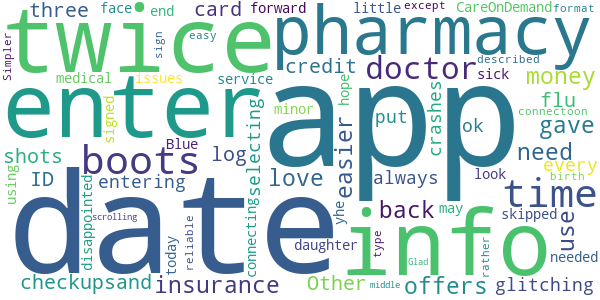 three
face
end
card
forward
little
except
CareOnDemand
format
twice
pharmacy
sign
easy
described
Simpler
medical
issues
service
credit
doctor
sick
money
enter
app
signed
minor
selecting
hope
easier
put
ok
crashes
flu
gave
connectoon
shots
Blue
boots
log
ID
entering
love
always
need
look
every
birth
using
date
info
time
back
may
skipped
use
disappointed
scrolling
today
reliable
connecting
yhe
daughter
type
Glad
rather
needed
checkupsand
insurance
Other
middle
offers
glitching